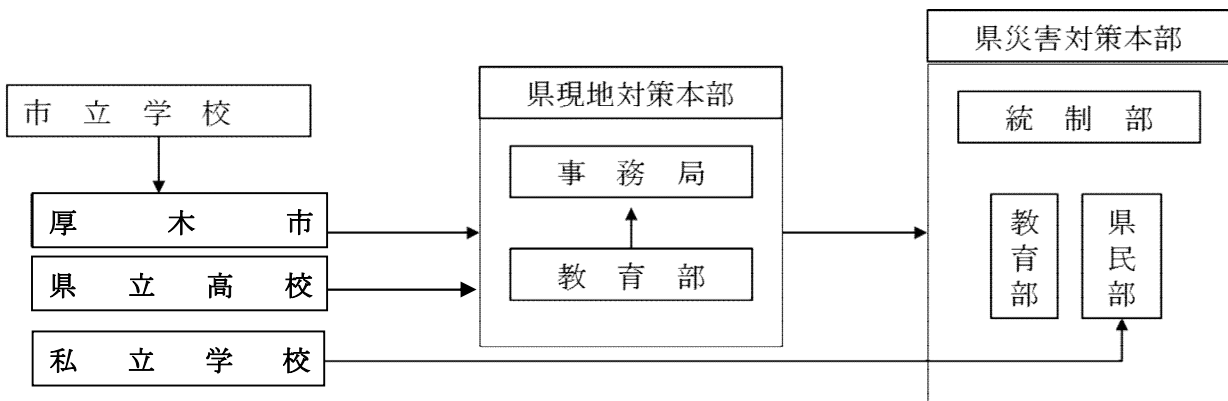 県災害対策本部
県現地対策本部
市立学校
統制部
事務局
厚木市
教育部
県民部
県立高校
教育部
私立学校